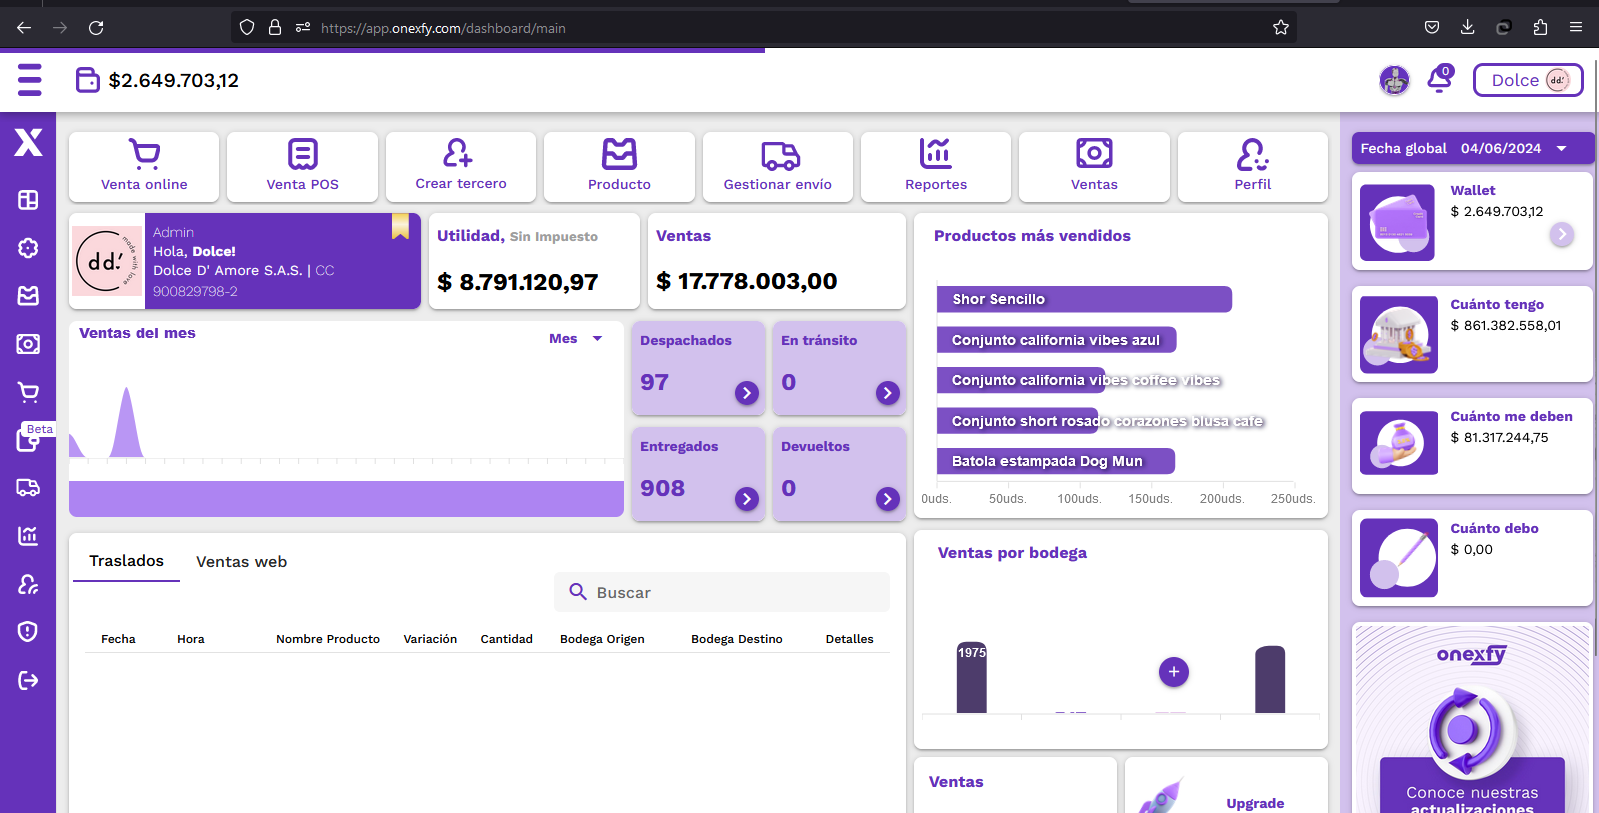 https://app.onexfy.com/dashboard/main
$2.649.703,12
0
Dolce
dd.'
Venta online
Venta POS
Crear tercero
Producto
Gestionar envío
Reportes
Ventas
Perfil
Fecha global 04/06/2024
made with love
dd.'
Admin
Hola, Dolce!
Dolce D' Amore S.A.S. | CC
900829798-2
Utilidad, Sin Impuesto
$ 8.791.120,97
Ventas
$ 17.778.003,00
Productos más vendidos
Shor Sencillo
Conjunto california vibes azul
Conjunto california vibes coffee vibes
Conjunto short rosado corazones blusa cafe
Batola estampada Dog Mun
0uds.
50uds.
100uds.
150uds.
200uds.
250uds.
Wallet
$ 2.649.703,12
Cuánto tengo
$ 861.382.558,01
Cuánto me deben
$ 81.317.244,75
Cuánto debo
$ 0,00
Ventas del mes
Mes
Despachados
97
En tránsito
0
Entregados
908
Devueltos
0
Beta
Traslados
Ventas web
Buscar
Fecha
Hora
Nombre Producto
Variación
Cantidad
Bodega Origen
Bodega Destino
Detalles
Ventas por bodega
1975
+
Ventas
Upgrade
onexfy
Conoce nuestras
actualizaciones